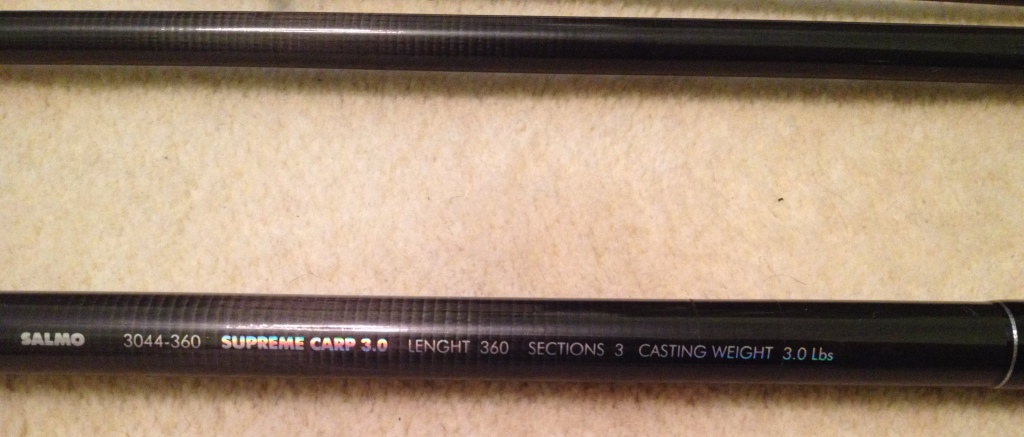 SALMO 3044-360 SUPREME CARP 3.0 LENGHT 360 SECTIONS 3 CASTING WEIGHT 3.0 Lbs